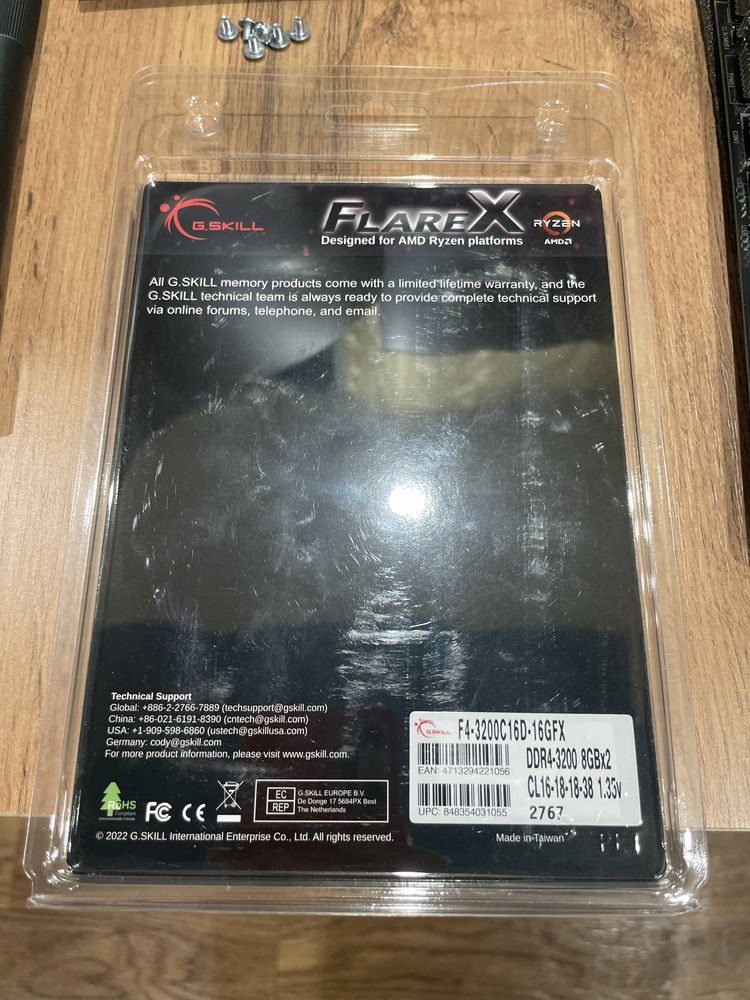 G.SKILL
FLARE X
Designed for AMD Ryzen platforms
RYZEN
AMD
All G.SKILL memory products come with a limited lifetime warranty, and the
G.SKILL technical team is always ready to provide complete technical support
via online forums, telephone, and email.
Technical Support
Global: +886-2-2766-7889 (techsupport@gskill.com)
China: +86-021-6191-8390 (cntech@gskill.com)
USA: +1-909-598-6860 (ustech@gskillusa.com)
Germany: cody@gskill.com
For more product information, please visit www.gskill.com.
RoHS
Compliant
Environmentally Friendly
FC
CE
EC
REP
G.SKILL EUROPE B.V.
De Donge 17 5684PX Best
The Netherlands
© 2022 G.SKILL International Enterprise Co., Ltd. All rights reserved.
G.SKILL
F4-3200C16D-16GFX
DDR4-3200 8GBx2
EAN: 4713294221056
CL16-18-18-38 1.35v
UPC: 848354031055
2767
Made in Taiwan